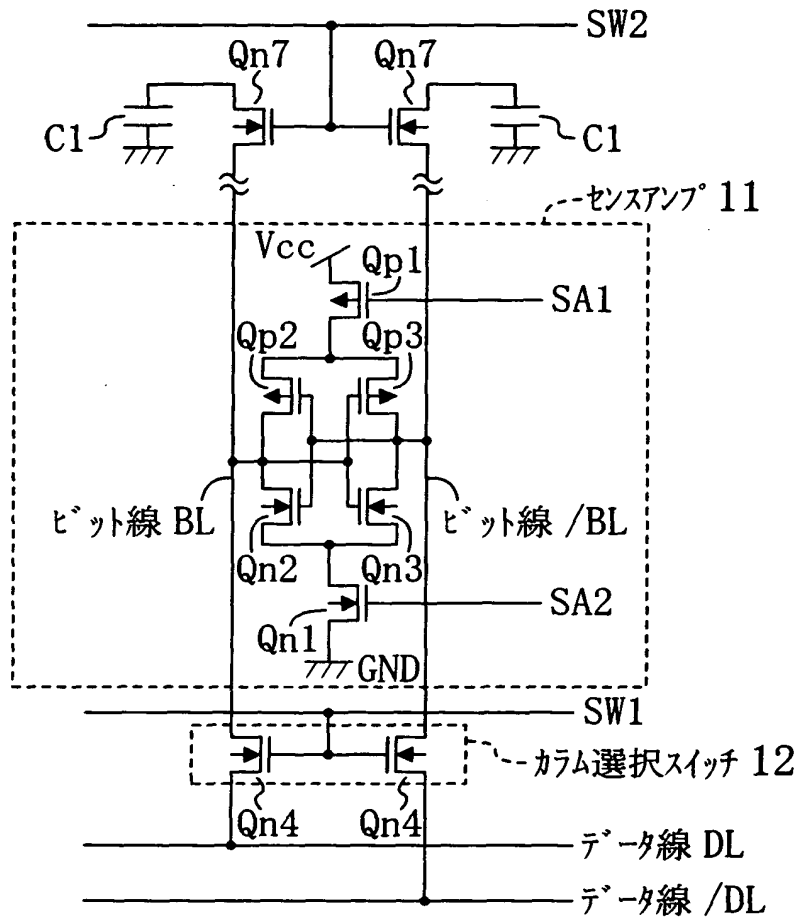 SW2
Qn7 Qn7
C1 C1
センスアンプ 11
Vcc
Qp1
SA1
Qp2 Qp3
ビット線 BL ビット線 /BL
Qn2 Qn3
SA2
Qn1
GND
SW1
カラム選択スイッチ 12
Qn4 Qn4
データ線 DL
データ線 /DL